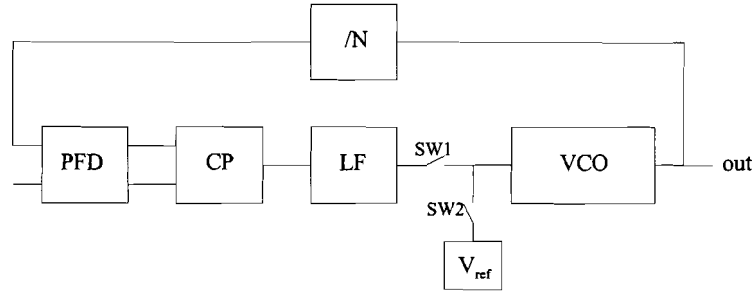 /N
PFD
CP
LF
SW1
VCO
out
SW2
Vref